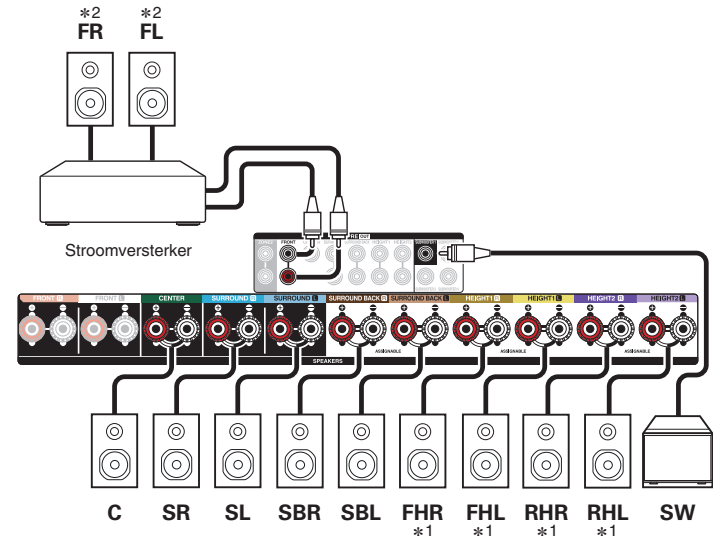 *2 *2
FR FL
Stroomversterker
PRE OUT
FRONT
FRONT R FRONT L CENTER SURROUND R SURROUND L SURROUND BACK R SURROUND BACK L HEIGHT1 R HEIGHT1 L HEIGHT2 R HEIGHT2 L
ASSIGNABLE ASSIGNABLE ASSIGNABLE
SPEAKERS
C SR SL SBR SBL FHR FHL RHR RHL SW
*1 *1 *1 *1